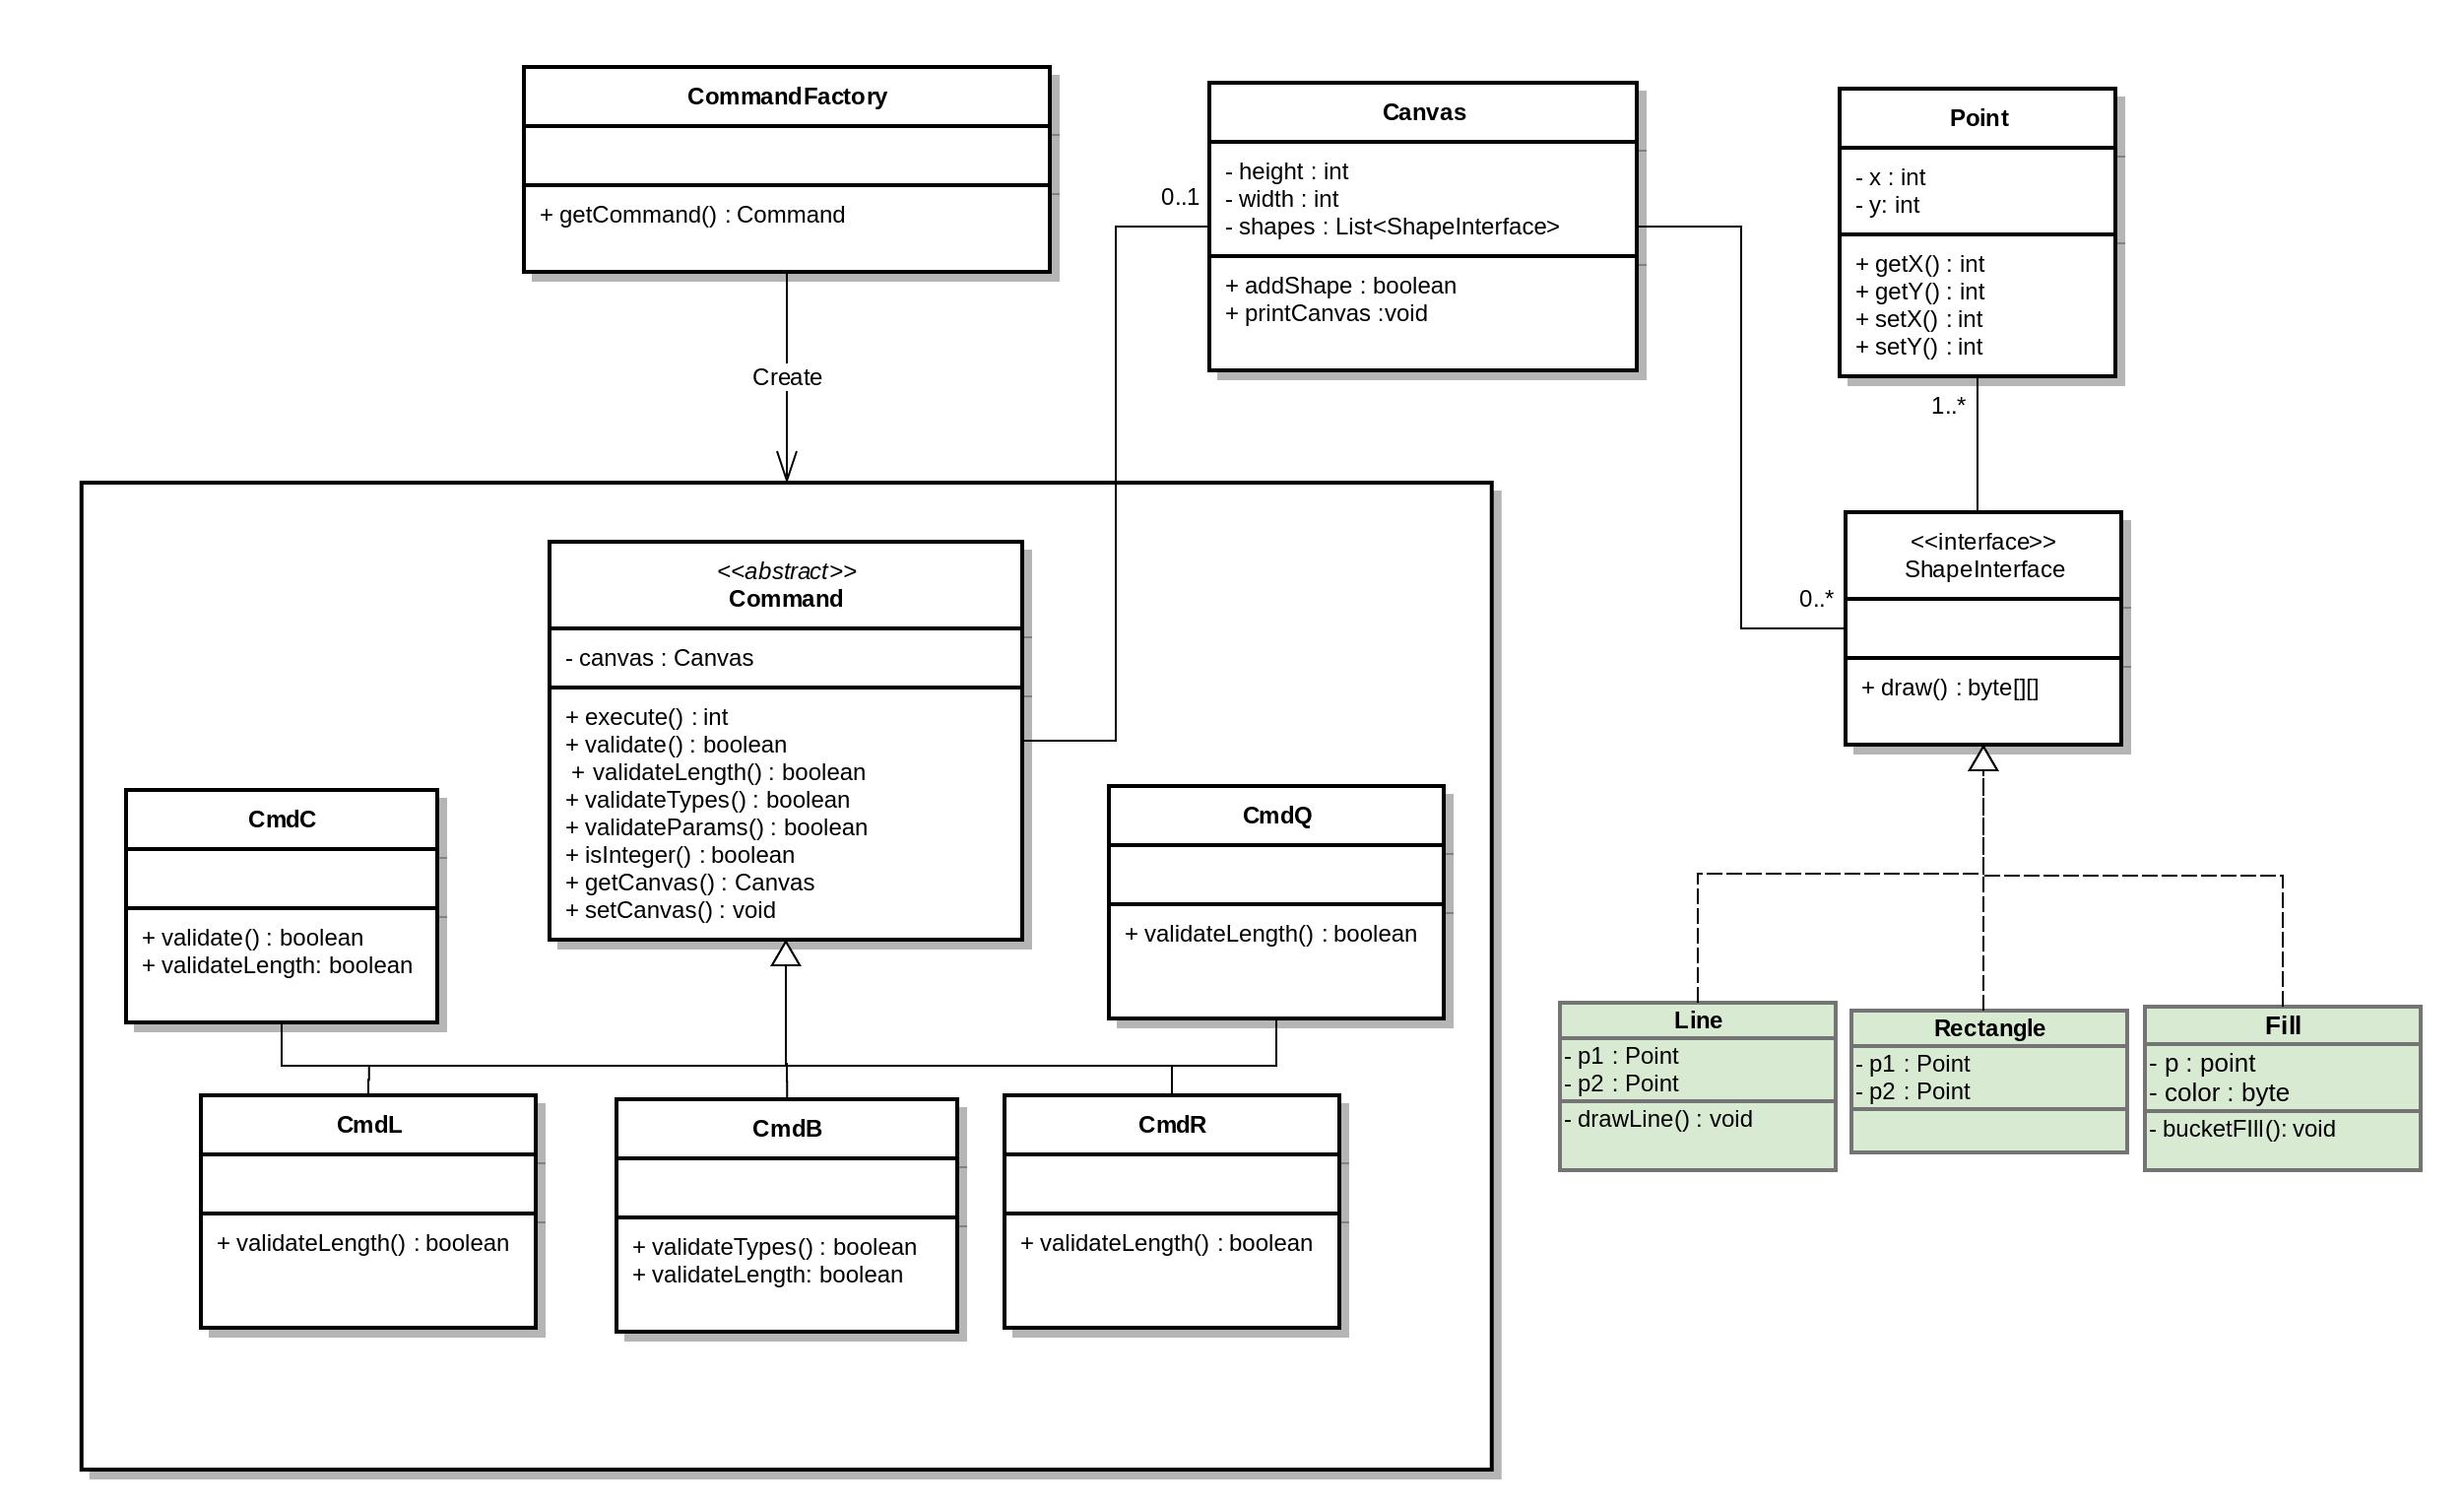 CommandFactory
+ getCommand() : Command
Create
Canvas
- height : int
- width : int
- shapes : List<ShapeInterface>
+ addShape : boolean
+ printCanvas :void
0..1
0..*
Point
- x : int
- y: int
+ getX() : int
+ getY() : int
+ setX() : int
+ setY() : int
1..*
<<interface>>
ShapeInterface
+ draw() : byte[][]
<<abstract>>
Command
- canvas : Canvas
+ execute() : int
+ validate() : boolean
+ validateLength() : boolean
+ validateTypes() : boolean
+ validateParams() : boolean
+ isInteger() : boolean
+ getCanvas() : Canvas
+ setCanvas() : void
CmdC
+ validate() : boolean
+ validateLength: boolean
CmdQ
+ validateLength() : boolean
CmdL
+ validateLength() : boolean
CmdB
+ validateTypes() : boolean
+ validateLength: boolean
CmdR
+ validateLength() : boolean
Line
- p1 : Point
- p2 : Point
- drawLine() : void
Rectangle
- p1 : Point
- p2 : Point
Fill
- p : point
- color : byte
- bucketFIll(): void